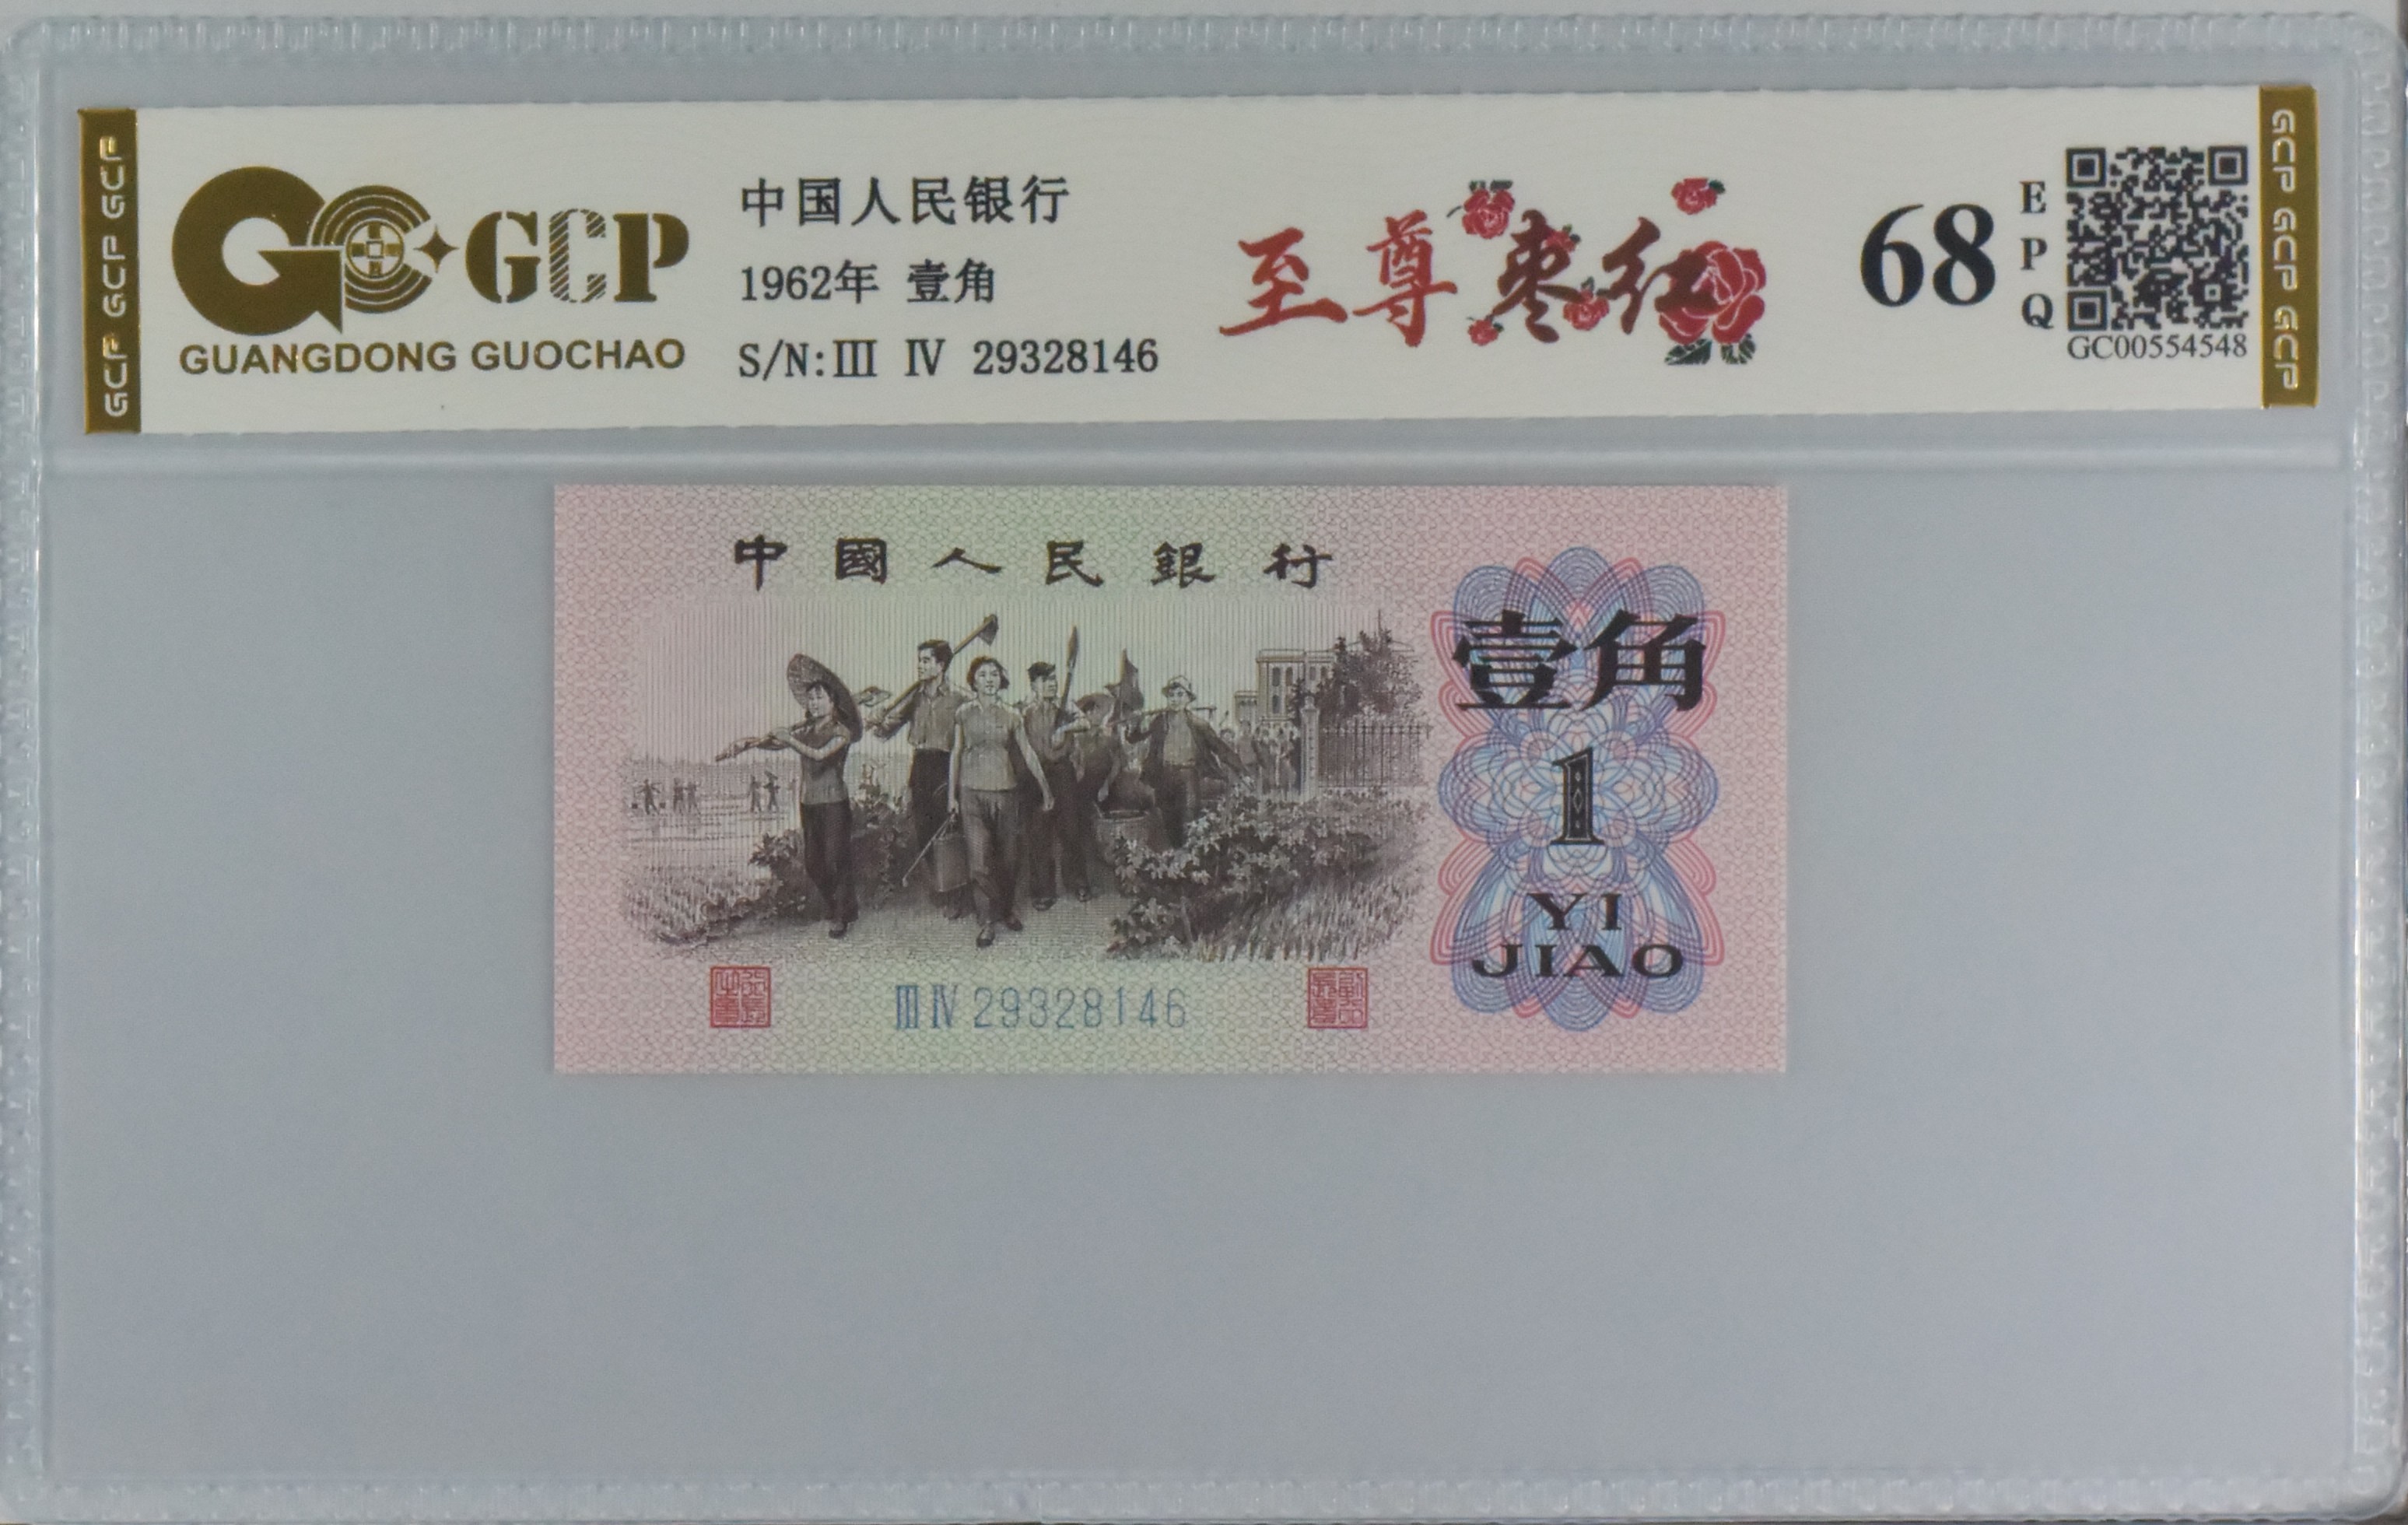 GCP GCP GCP
GCP
GUANGDONG GUOCHAO
中国人民银行
1962年 壹角
S/N:Ⅲ Ⅳ 29328146
至尊枣红
68
EPQ
GC00554548
GCP GCP GCP
中國人民銀行
壹角
1
YI
JIAO
Ⅲ Ⅳ 29328146